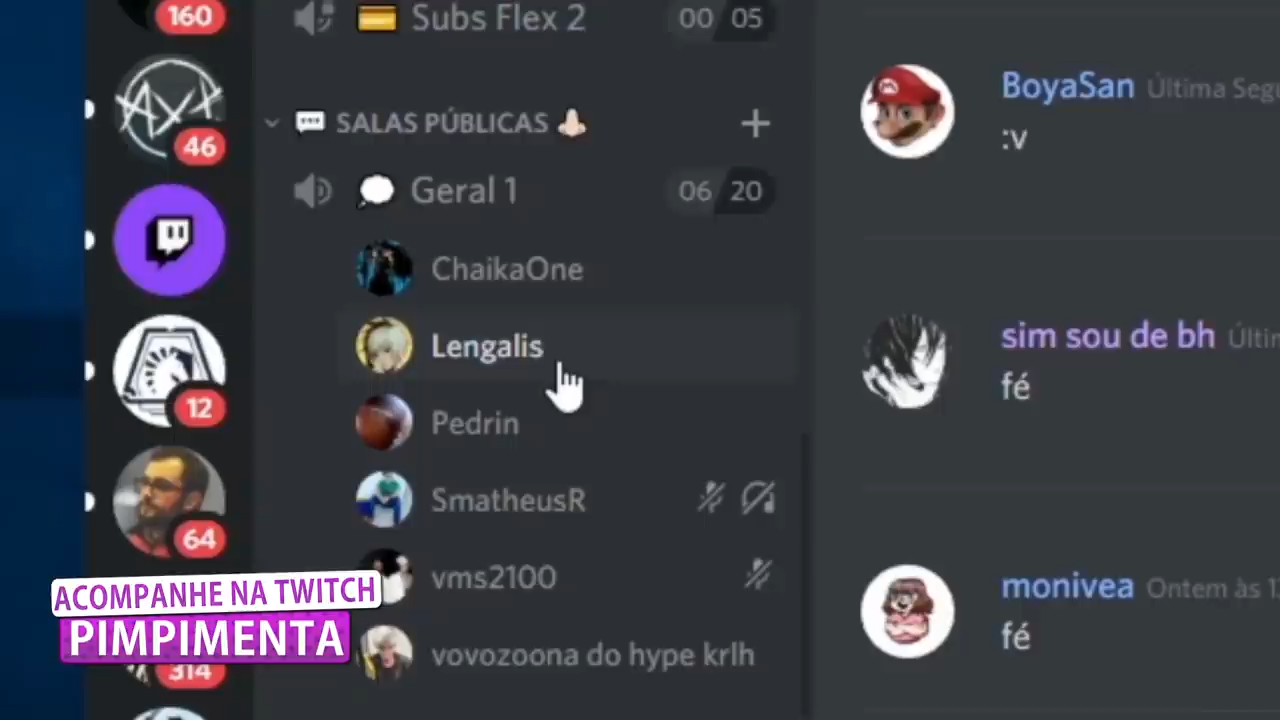 160
Subs Flex 2
00 05
46
SALAS PÚBLICAS
Geral 1
06 20
ChaikaOne
Lengalis
Pedrin
12
SmatheusR
64
vms2100
vovozoona do hype krlh
314
BoyaSan
:v
sim sou de bh
fé
monivea Ontem às
fé
ACOMPANHE NA TWITCH
PIMPIMENTA